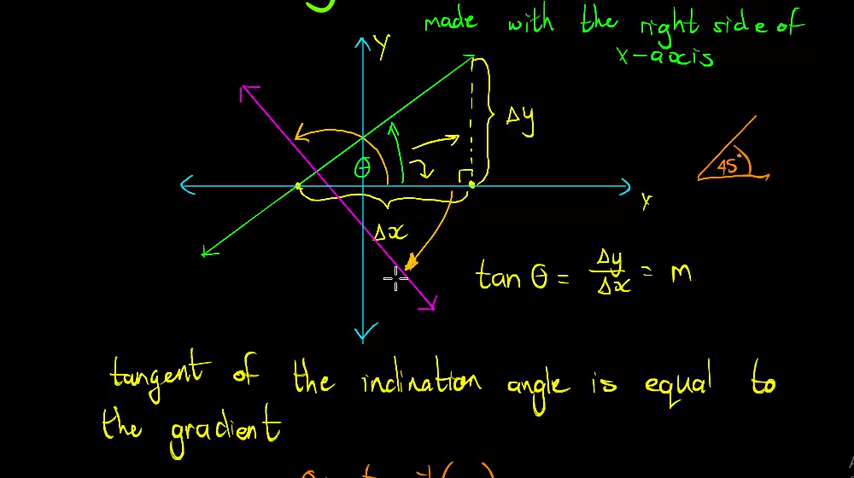 made with the right side of
x-axis
y
Δy
θ
45°
x
Δx
tan θ = Δy/Δx = m
tangent of the inclination angle is equal to
the gradient